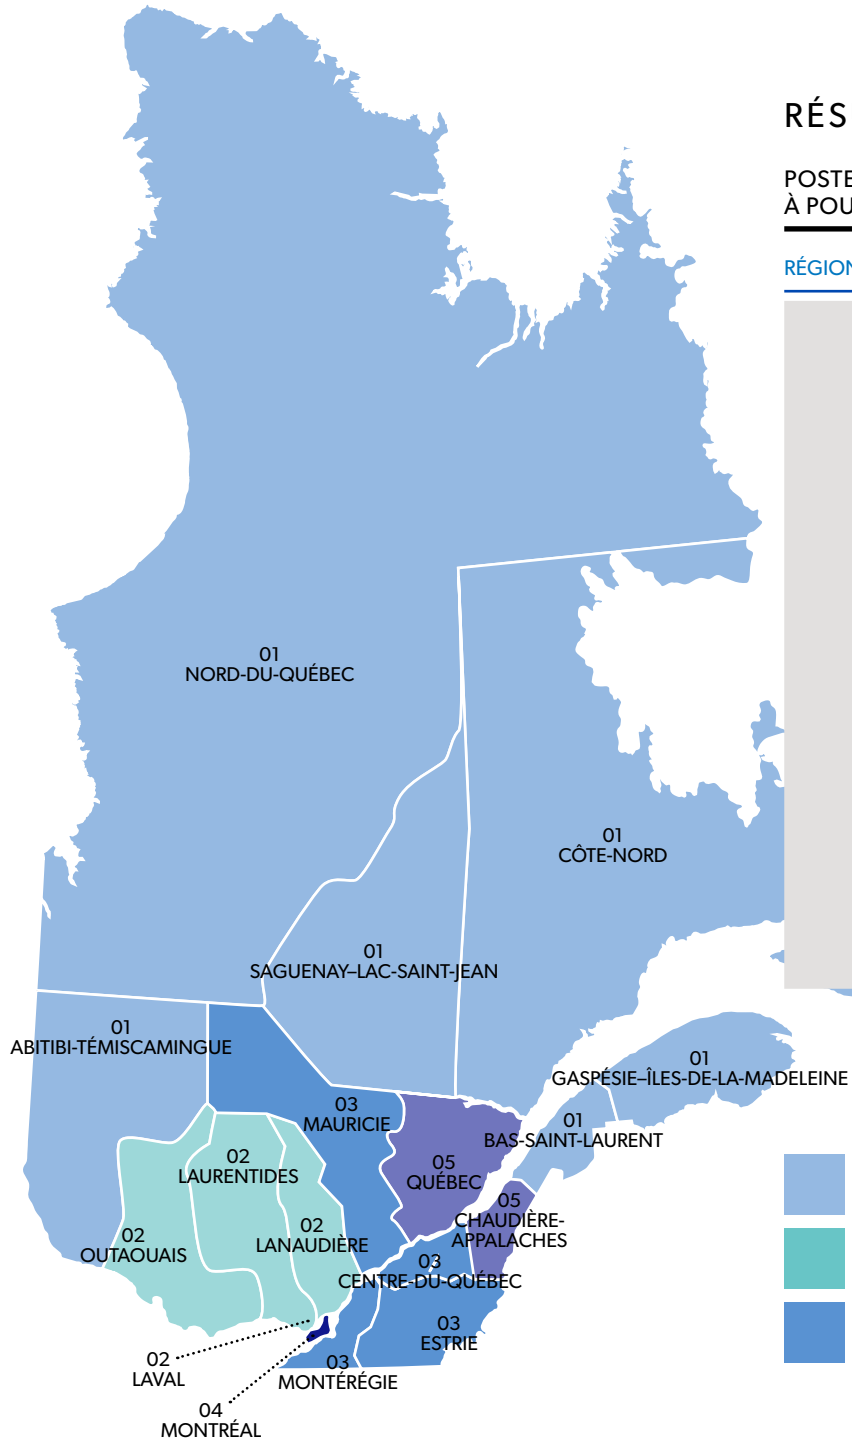 RÉS
POSTE
À POU
RÉGION
01
NORD-DU-QUÉBEC
01
CÔTE-NORD
01
SAGUENAY–LAC-SAINT-JEAN
01
ABITIBI-TÉMISCAMINGUE
01
GASPÉSIE–ÎLES-DE-LA-MADELEINE
03
MAURICIE
01
BAS-SAINT-LAURENT
02
LAURENTIDES
05
QUÉBEC
05
CHAUDIÈRE-
APPALACHES
02
OUTAOUAIS
02
LANAUDIÈRE
03
CENTRE-DU-QUÉBEC
03
ESTRIE
02
LAVAL
03
MONTÉRÉGIE
04
MONTRÉAL